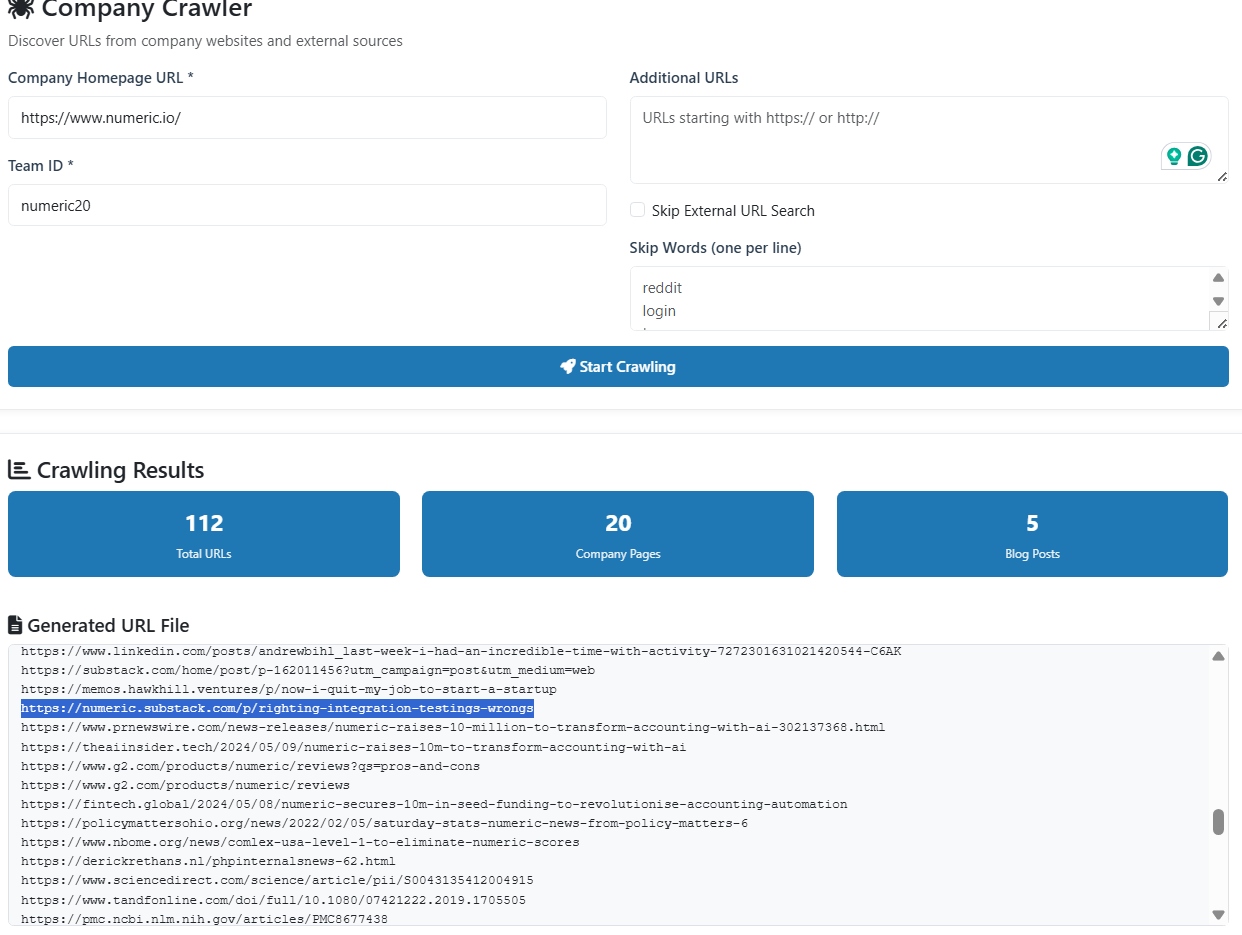 Company Crawler
Discover URLs from company websites and external sources
Company Homepage URL *
https://www.numeric.io/
Team ID *
numeric20
Additional URLs
URLs starting with https:// or http://
Skip External URL Search
Skip Words (one per line)
reddit
login
Start Crawling
Crawling Results
112
Total URLs
20
Company Pages
5
Blog Posts
Generated URL File
https://www.linkedin.com/posts/andrewbihl_last-week-i-had-an-incredible-time-with-activity-7272301631021420544-C6AK
https://substack.com/home/post/p-162011456?utm_campaign=post&utm_medium=web
https://memos.hawkhill.ventures/p/now-i-quit-my-job-to-start-a-startup
https://numeric.substack.com/p/righting-integration-testings-wrongs
https://www.prnewswire.com/news-releases/numeric-raises-10-million-to-transform-accounting-with-ai-302137368.html
https://theaiinsider.tech/2024/05/09/numeric-raises-10m-to-transform-accounting-with-ai
https://www.g2.com/products/numeric/reviews?qs=pros-and-cons
https://www.g2.com/products/numeric/reviews
https://fintech.global/2024/05/08/numeric-secures-10m-in-seed-funding-to-revolutionise-accounting-automation
https://policymattersohio.org/news/2022/02/05/saturday-stats-numeric-news-from-policy-matters-6
https://www.nbome.org/news/comlex-usa-level-1-to-eliminate-numeric-scores
https://derickrethans.nl/phpinternalsnews-62.html
https://www.sciencedirect.com/science/article/pii/S0043135412004915
https://www.tandfonline.com/doi/full/10.1080/07421222.2019.1705505
https://pmc.ncbi.nlm.nih.gov/articles/PMC8677438